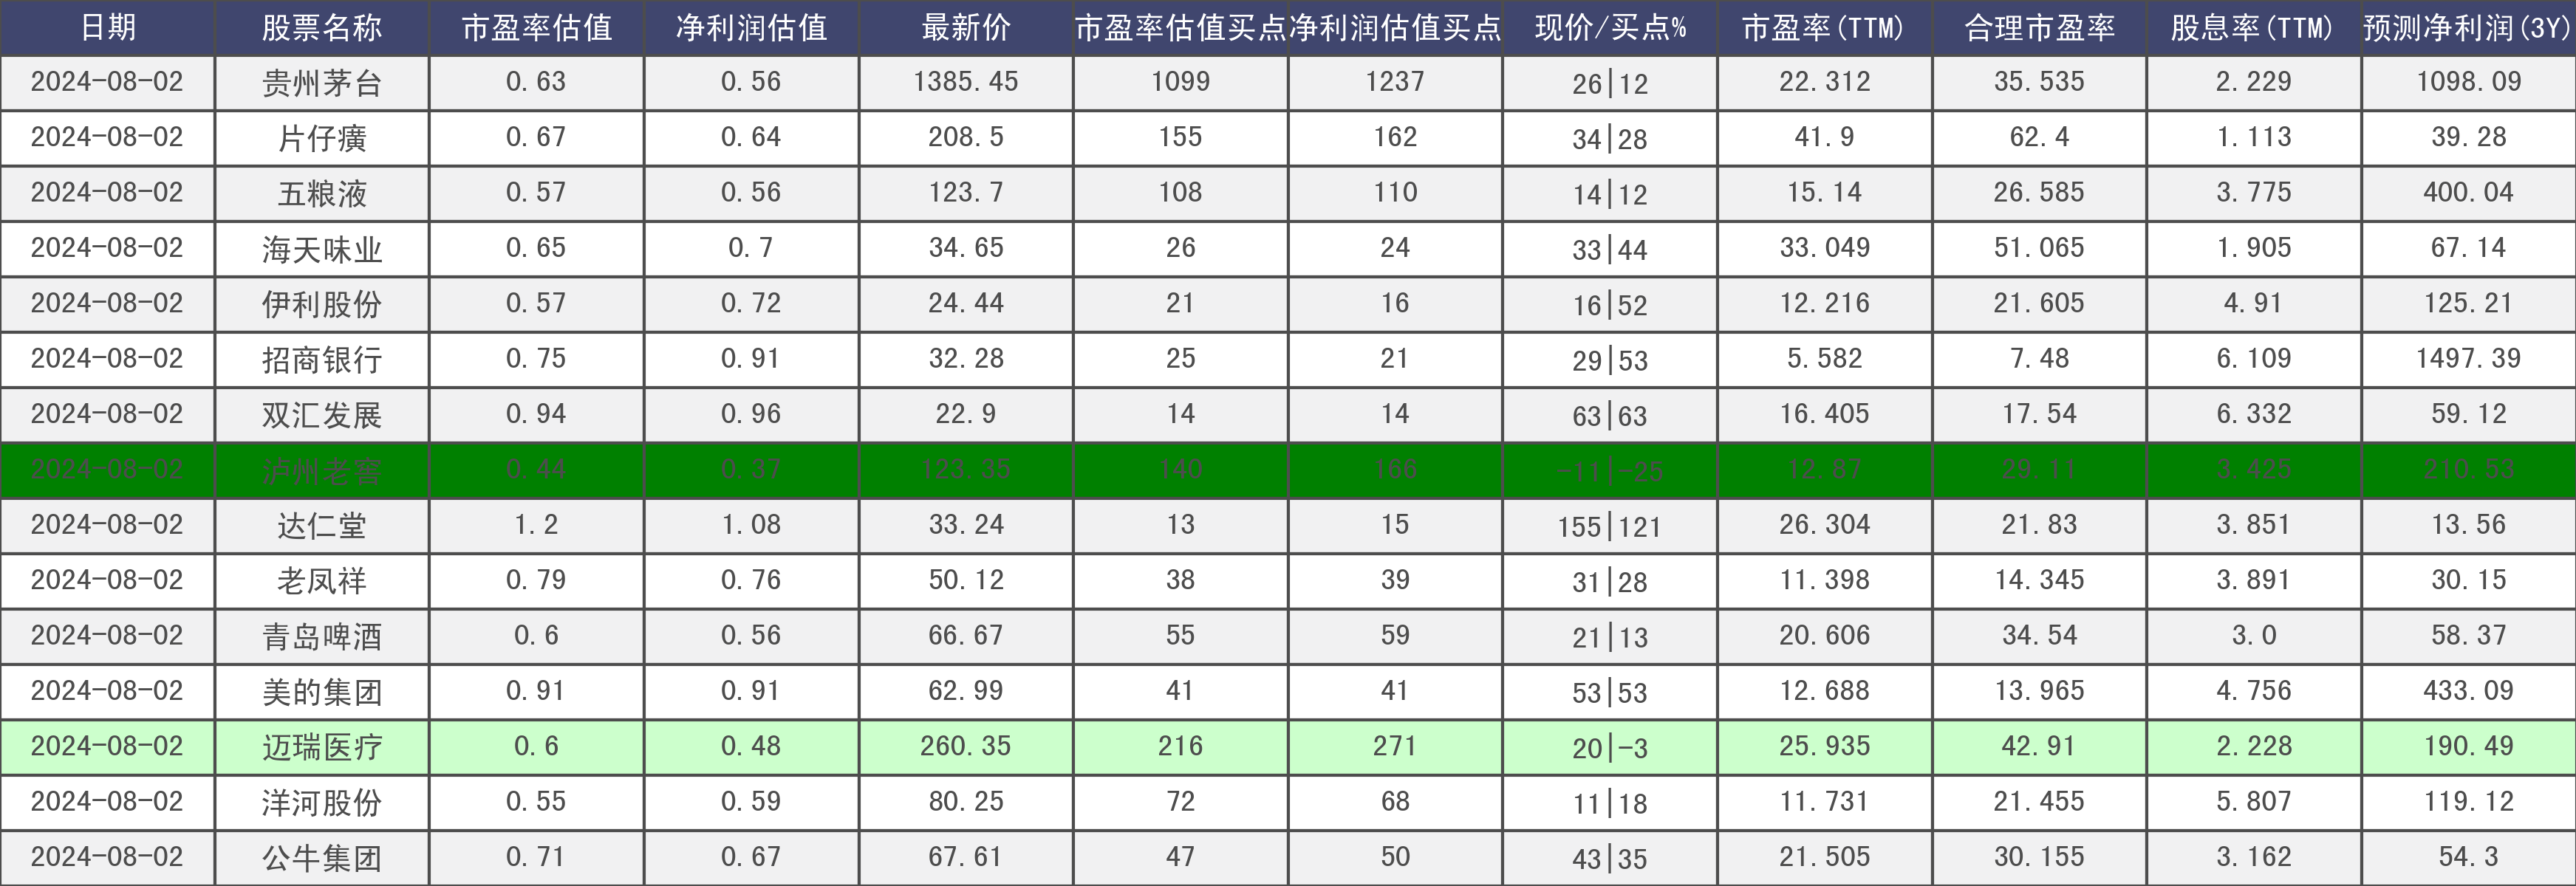 日期 股票名称 市盈率估值 净利润估值 最新价 市盈率估值买点 净利润估值买点 现价/买点% 市盈率(TTM) 合理市盈率 股息率(TTM) 预测净利润(3Y)
2024-08-02 贵州茅台 0.63 0.56 1385.45 1099 1237 26|12 22.312 35.535 2.229 1098.09
2024-08-02 片仔癀 0.67 0.64 208.5 155 162 34|28 41.9 62.4 1.113 39.28
2024-08-02 五粮液 0.57 0.56 123.7 108 110 14|12 15.14 26.585 3.775 400.04
2024-08-02 海天味业 0.65 0.7 34.65 26 24 33|44 33.049 51.065 1.905 67.14
2024-08-02 伊利股份 0.57 0.72 24.44 21 16 16|52 12.216 21.605 4.91 125.21
2024-08-02 招商银行 0.75 0.91 32.28 25 21 29|53 5.582 7.48 6.109 1497.39
2024-08-02 双汇发展 0.94 0.96 22.9 14 14 63|63 16.405 17.54 6.332 59.12
2024-08-02 泸州老窖 0.44 0.37 123.35 140 166 -11|-25 12.87 29.11 3.425 210.53
2024-08-02 达仁堂 1.2 1.08 33.24 13 15 155|121 26.304 21.83 3.851 13.56
2024-08-02 老凤祥 0.79 0.76 50.12 38 39 31|28 11.398 14.345 3.891 30.15
2024-08-02 青岛啤酒 0.6 0.56 66.67 55 59 21|13 20.606 34.54 3.0 58.37
2024-08-02 美的集团 0.91 0.91 62.99 41 41 53|53 12.688 13.965 4.756 433.09
2024-08-02 迈瑞医疗 0.6 0.48 260.35 216 271 20|-3 25.935 42.91 2.228 190.49
2024-08-02 洋河股份 0.55 0.59 80.25 72 68 11|18 11.731 21.455 5.807 119.12
2024-08-02 公牛集团 0.71 0.67 67.61 47 50 43|35 21.505 30.155 3.162 54.3